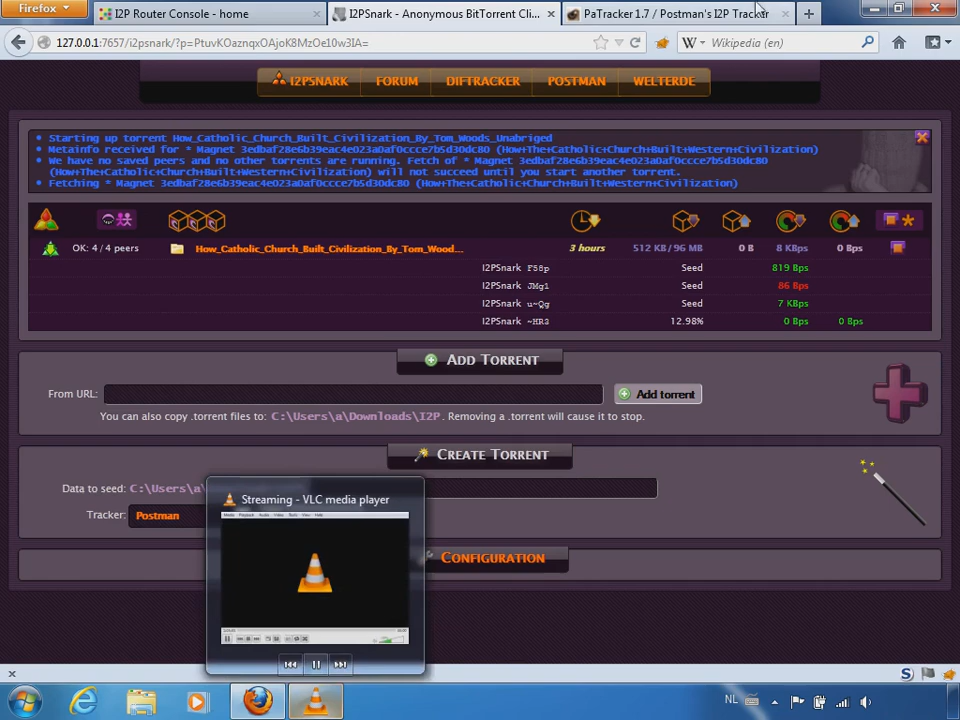 Firefox
I2P Router Console - home
I2PSnark - Anonymous BitTorrent Cli...
PaTracker 1.7 / Postman's I2P Tracker
127.0.0.1:7657/i2psnark/?p=PtuvKOaznqxOAjoK8MzOe10w3IA=
Wikipedia (en)
I2PSNARK
FORUM
DIFTRACKER
POSTMAN
WELTERDE
• Starting up torrent How_Catholic_Church_Built_Civilization_By_Tom_Woods_Unabriged
• Metainfo received for * Magnet 3edbaf28e6b39eac4e023a0af0ccce7b5d30dc80 (How+The+Catholic+Church+Built+Western+Civilization)
• We have no saved peers and no other torrents are running. Fetch of * Magnet 3edbaf28e6b39eac4e023a0af0ccce7b5d30dc80
(How+The+Catholic+Church+Built+Western+Civilization) will not succeed until you start another torrent.
• Fetching * Magnet 3edbaf28e6b39eac4e023a0af0ccce7b5d30dc80 (How+The+Catholic+Church+Built+Western+Civilization)
OK: 4/4 peers How_Catholic_Church_Built_Civilization_By_Tom_Wood... 3 hours 512 KB/96 MB 0 B 8 KBps 0 Bps
I2PSnark F58p Seed 819 Bps
I2PSnark JMg1 Seed 86 Bps
I2PSnark u~Qg Seed 7 KBps
I2PSnark ~HR3 12.98% 0 Bps 0 Bps
ADD TORRENT
From URL: Add torrent
You can also copy .torrent files to: C:\Users\a\Downloads\I2P. Removing a .torrent will cause it to stop.
CREATE TORRENT
Data to seed: C:\Users\a\
Tracker: Postman
Streaming - VLC media player
CONFIGURATION
NL